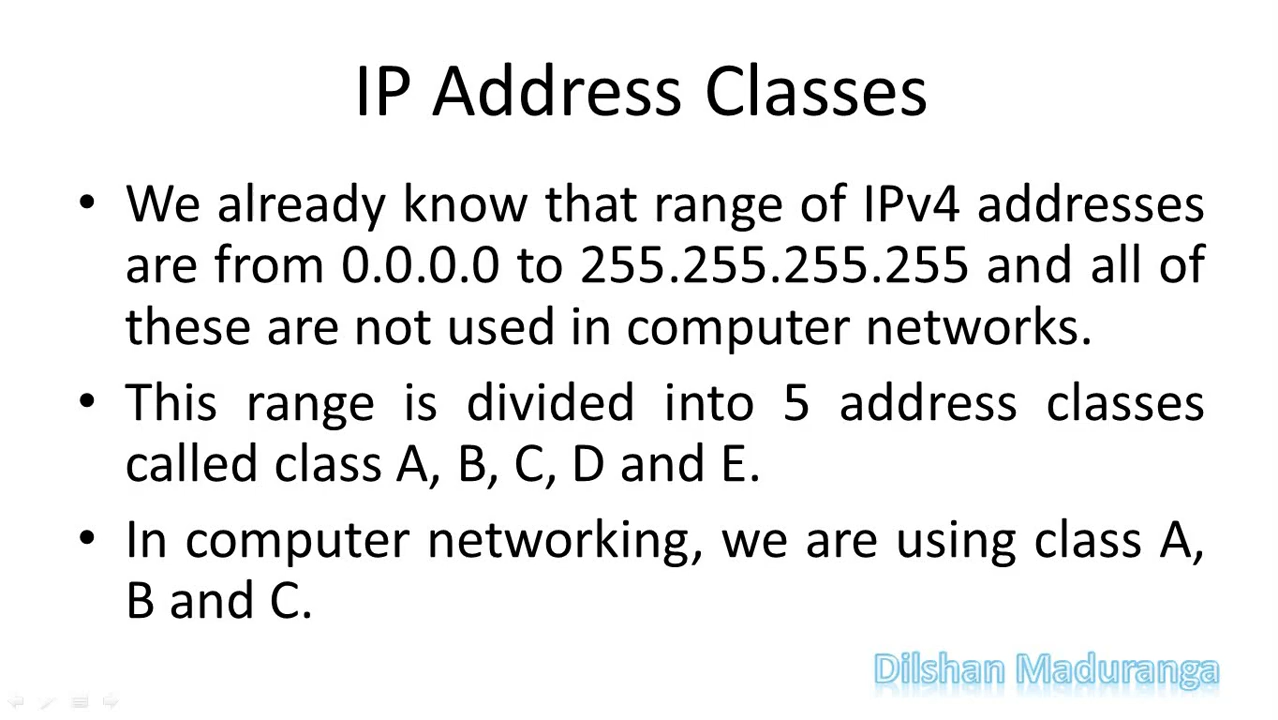 IP Address Classes
• We already know that range of IPv4 addresses
are from 0.0.0.0 to 255.255.255.255 and all of
these are not used in computer networks.
• This range is divided into 5 address classes
called class A, B, C, D and E.
• In computer networking, we are using class A,
B and C.
Dilshan Maduranga